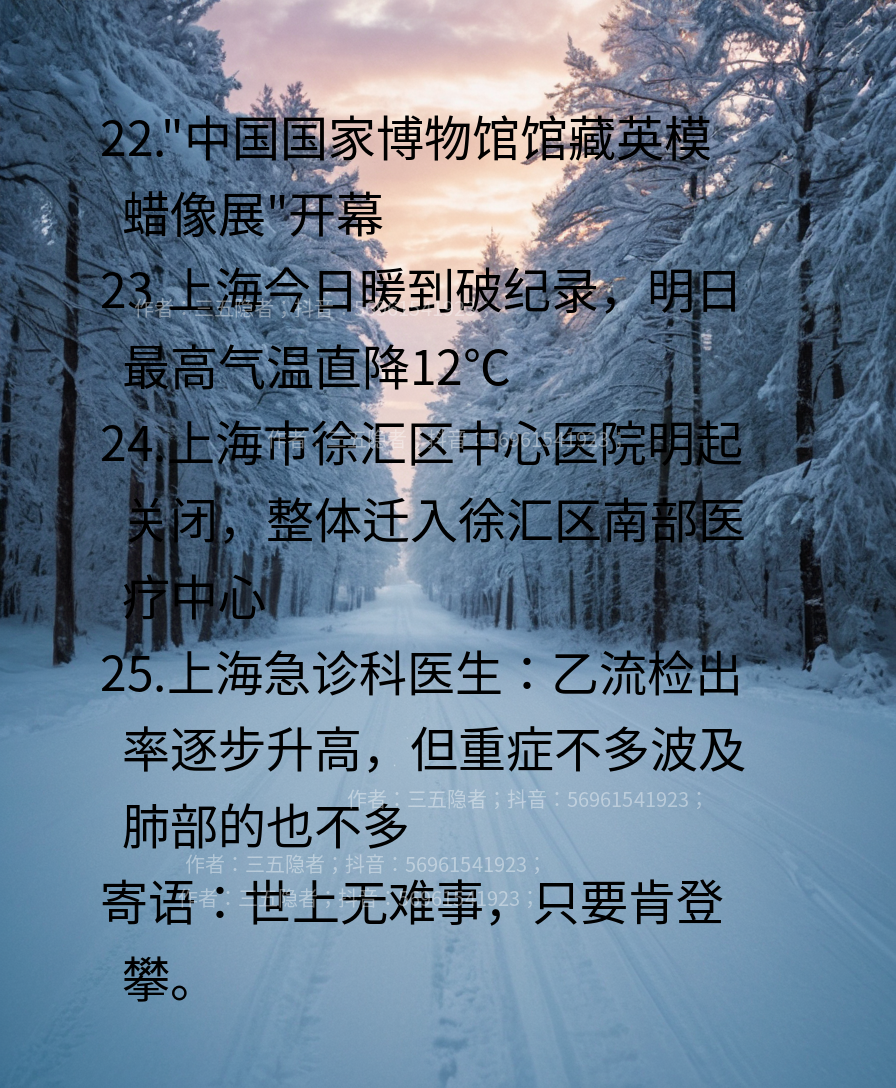 22."中国国家博物馆馆藏英模
蜡像展"开幕
23.上海今日暖到破纪录，明日
作者：三五隐者；抖音
最高气温直降12°C
24.上海市徐汇区中心医院明起
作者：三五隐者；抖音：56961541923；
关闭，整体迁入徐汇区南部医
疗中心
25.上海急诊科医生：乙流检出
率逐步升高，但重症不多波及
作者：三五隐者；抖音：56961541923；
肺部的也不多
作者：三五隐者；抖音：56961541923；
寄语：世上无难事，只要肯登
作者：三五隐者；抖音：56961541923；
攀。